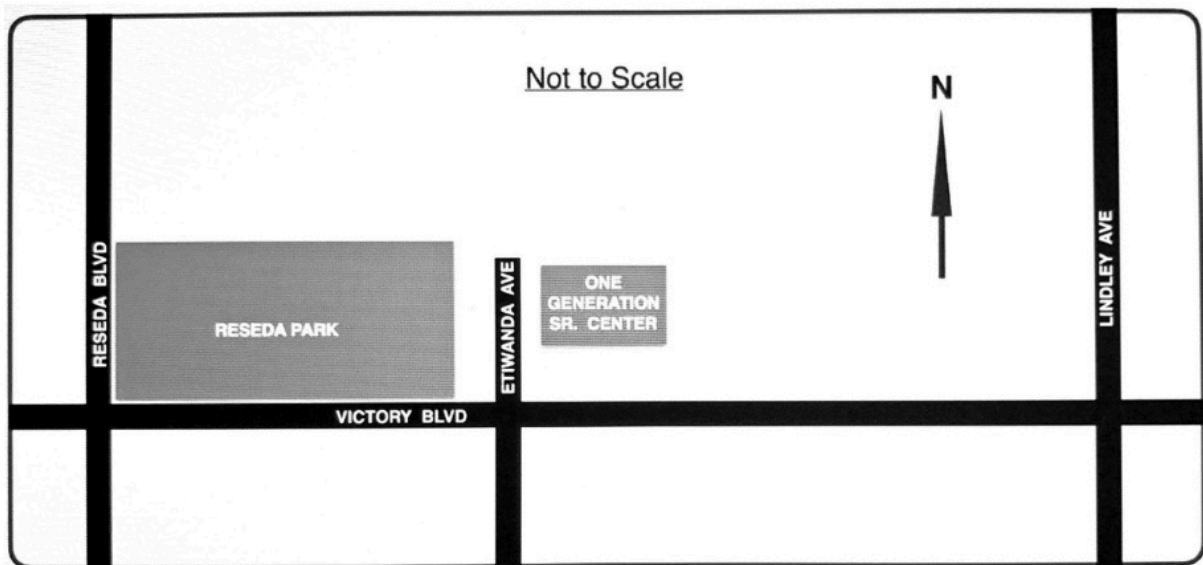 Not to Scale
N
RESEDA BLVD
RESEDA PARK
ETIWANDA AVE
ONE
GENERATION
SR. CENTER
LINDLEY AVE
VICTORY BLVD